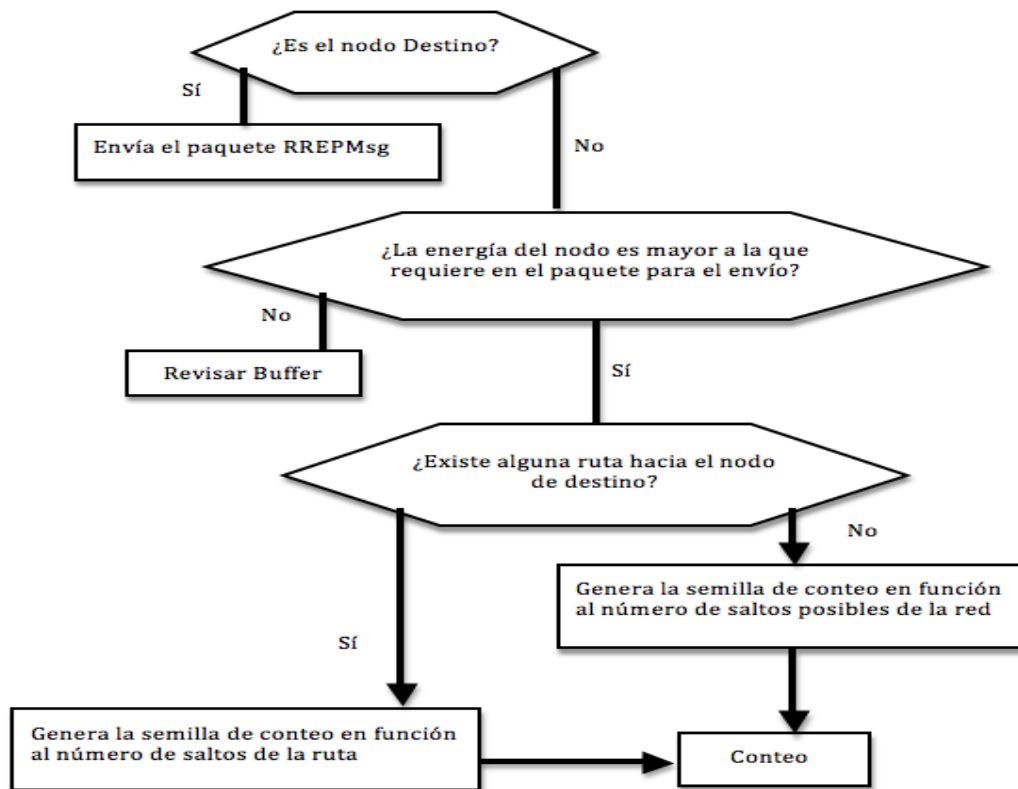 ¿Es el nodo Destino?
Sí
Envía el paquete RREPMsg
No
¿La energía del nodo es mayor a la que
requiere en el paquete para el envío?
No
Revisar Buffer
Sí
¿Existe alguna ruta hacia el nodo
de destino?
No
Genera la semilla de conteo en función
al número de saltos posibles de la red
Sí
Genera la semilla de conteo en función
al número de saltos de la ruta
Conteo